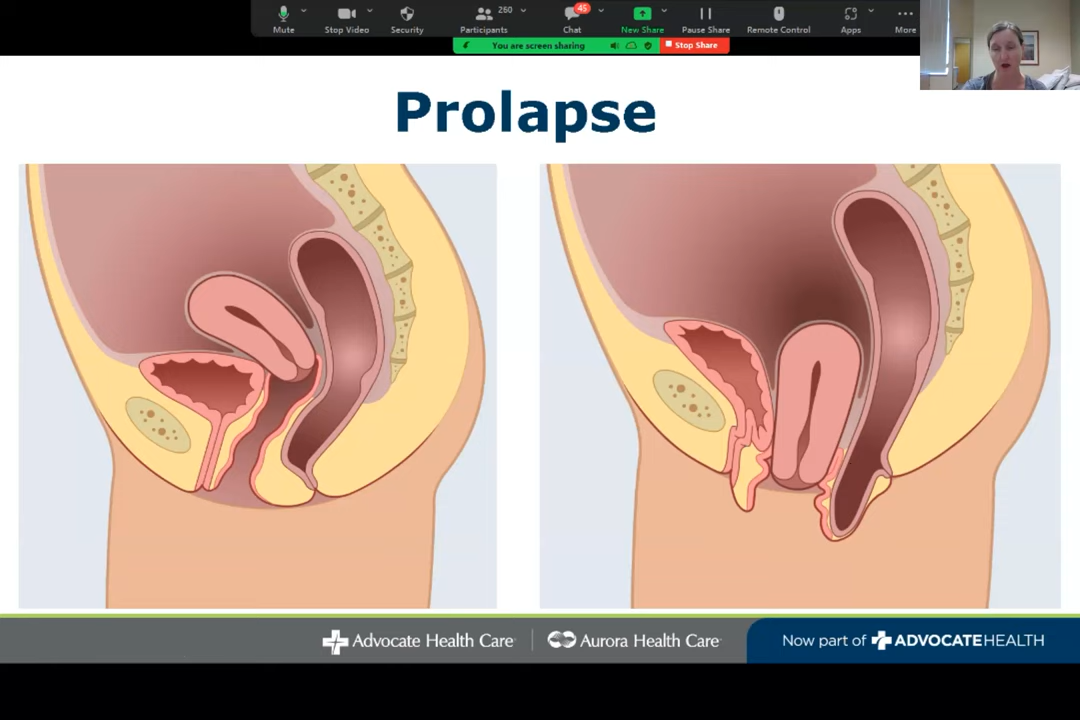 45
260
Mute
Stop Video
Security
Participants
Chat
New Share
Pause Share
Remote Control
Apps
More
You are screen sharing
Stop Share
Prolapse
Advocate Health Care
Aurora Health Care
Now part of ADVOCATEHEALTH